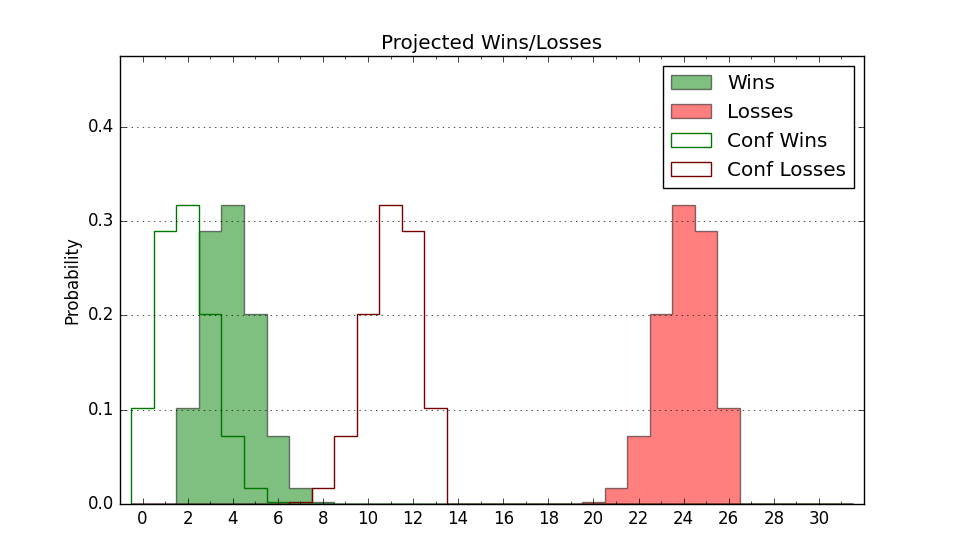 Projected Wins/Losses
Wins
Losses
Conf Wins
Conf Losses
Probability
0.4
0.3
0.2
0.1
0.0
0 2 4 6 8 10 12 14 16 18 20 22 24 26 28 30